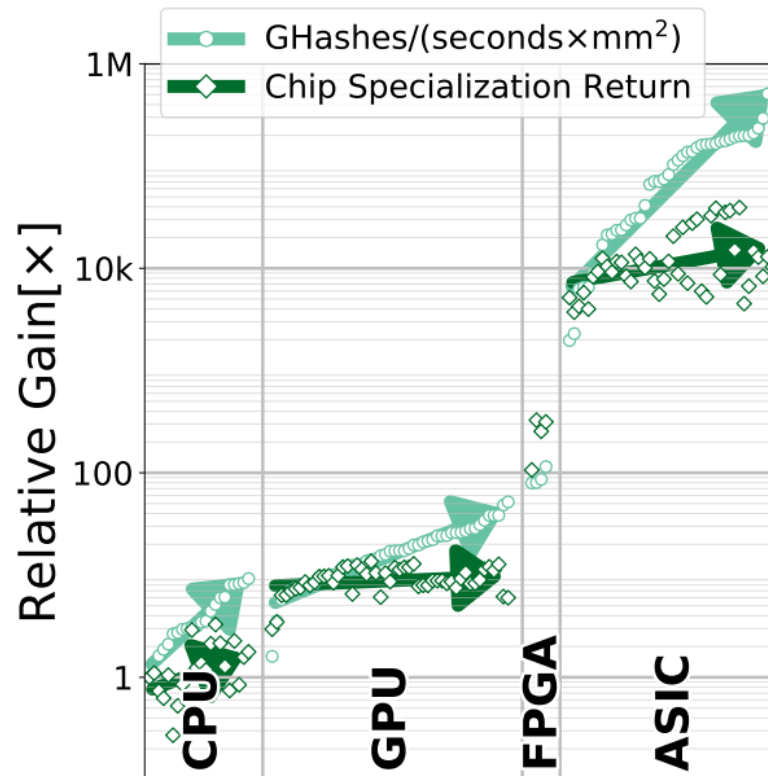 GHashes/(seconds×mm²)
Chip Specialization Return
Relative Gain[×]
1M
10k
100
1
CPU
GPU
FPGA
ASIC